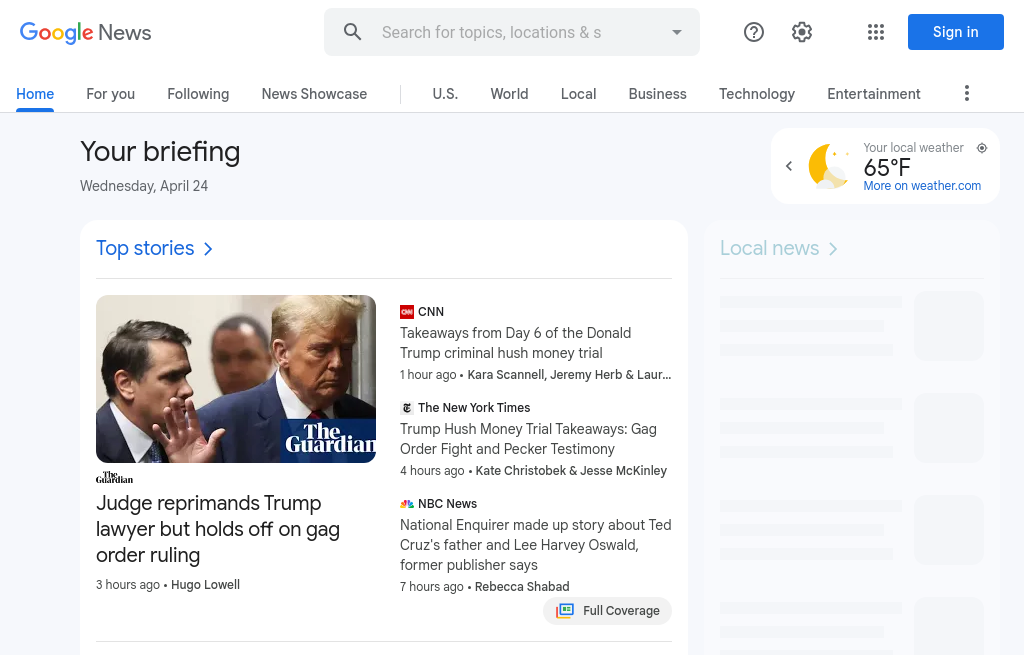 Google News
Search for topics, locations & s
Sign in
Home
For you
Following
News Showcase
U.S.
World
Local
Business
Technology
Entertainment
Your briefing
Wednesday, April 24
Your local weather
65°F
More on weather.com
Top stories
Local news
The
Guardian
The
Guardian
Judge reprimands Trump
lawyer but holds off on gag
order ruling
3 hours ago • Hugo Lowell
CNN
CNN
Takeaways from Day 6 of the Donald
Trump criminal hush money trial
1 hour ago • Kara Scannell, Jeremy Herb & Laur...
The New York Times
Trump Hush Money Trial Takeaways: Gag
Order Fight and Pecker Testimony
4 hours ago • Kate Christobek & Jesse McKinley
NBC News
National Enquirer made up story about Ted
Cruz's father and Lee Harvey Oswald,
former publisher says
7 hours ago • Rebecca Shabad
Full Coverage